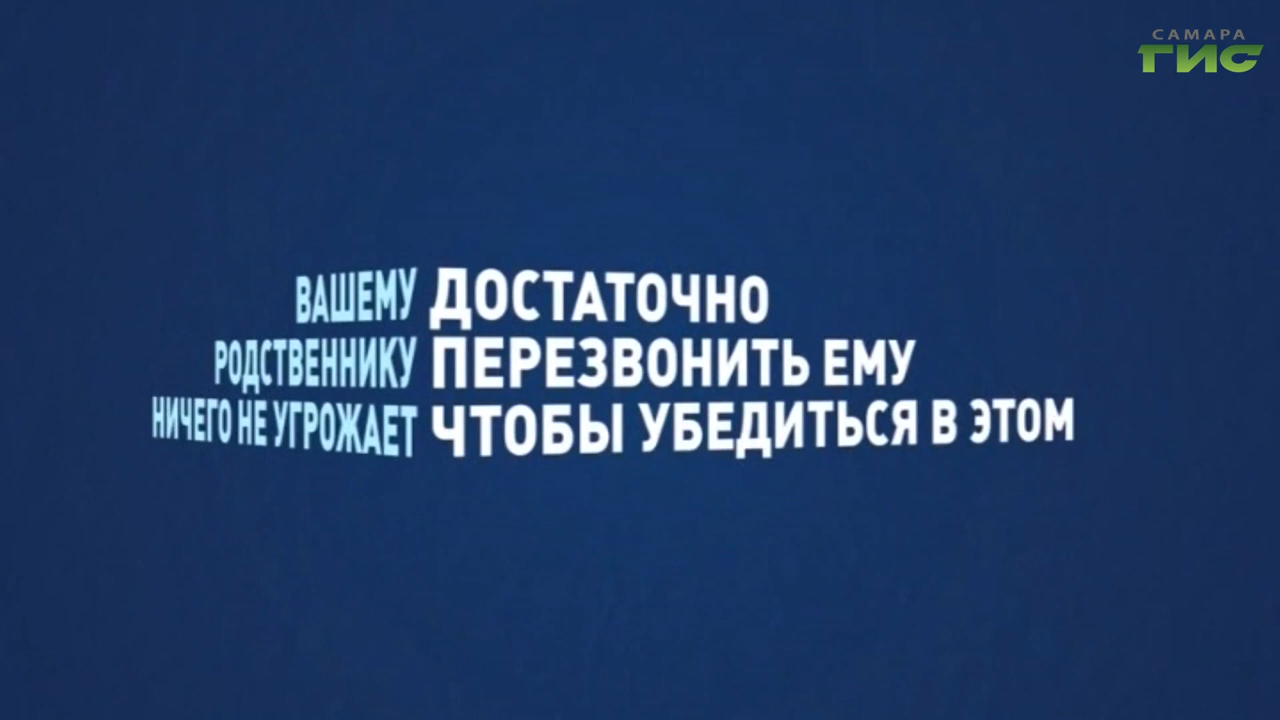 САМАРА
ГИС
ВАШЕМУ
РОДСТВЕННИКУ
НИЧЕГО НЕ УГРОЖАЕТ
ДОСТАТОЧНО
ПЕРЕЗВОНИТЬ ЕМУ
ЧТОБЫ УБЕДИТЬСЯ В ЭТОМ